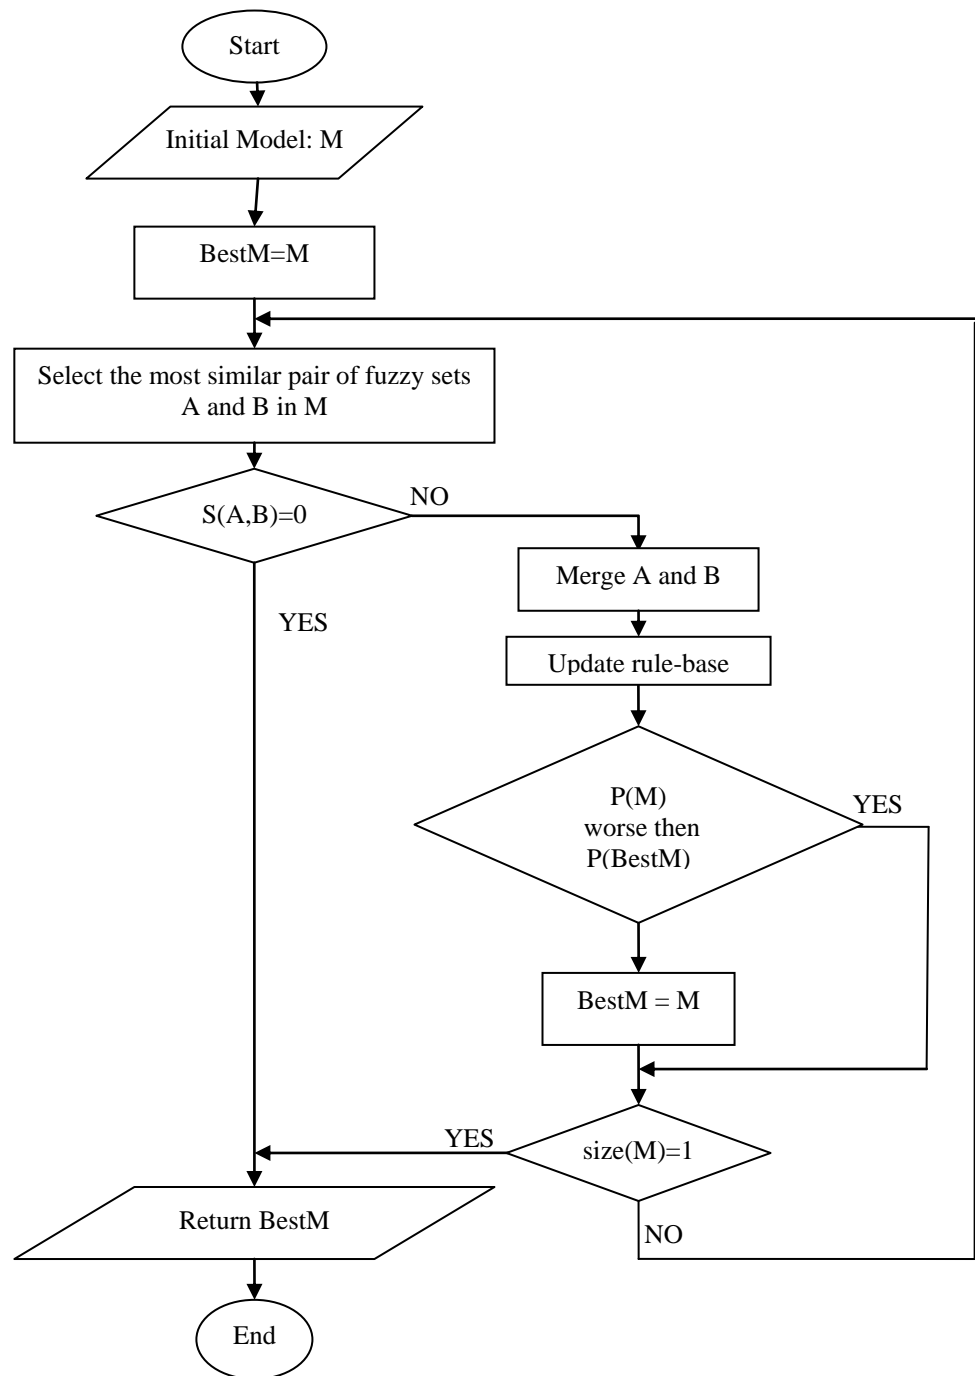 Start
Initial Model: M
BestM=M
Select the most similar pair of fuzzy sets
A and B in M
S(A,B)=0
NO
YES
Merge A and B
Update rule-base
P(M)
worse then
P(BestM)
YES
BestM = M
size(M)=1
YES
NO
Return BestM
End